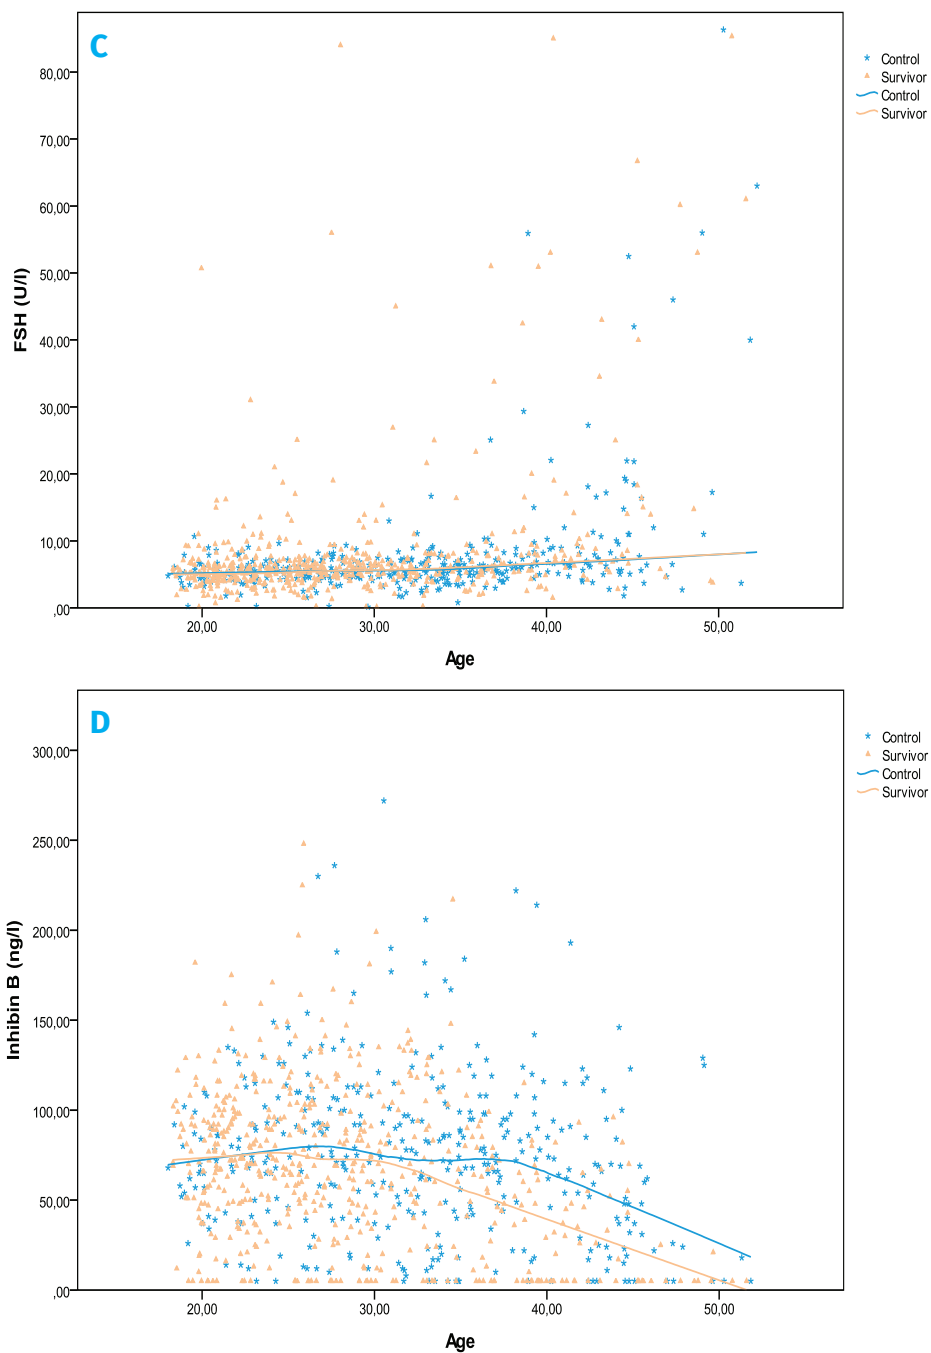 C
Control
Survivor
Control
Survivor
80,00
70,00
60,00
50,00
40,00
30,00
20,00
10,00
,00
FSH (U/l)
20,00 30,00 40,00 50,00
Age
D
Control
Survivor
Control
Survivor
300,00
250,00
200,00
150,00
100,00
50,00
,00
Inhibin B (ng/l)
20,00 30,00 40,00 50,00
Age